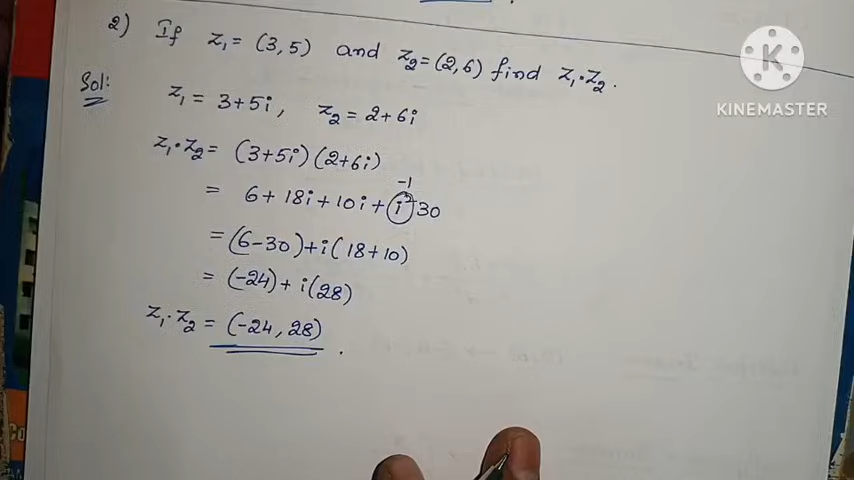 2) If z₁ = (3,5) and z₂=(2,6) find z₁·z₂.
Sol:
z₁ = 3+5i, z₂ = 2+6i
z₁·z₂ = (3+5i)(2+6i)
-1
= 6+18i+10i+i²30
= (6-30)+i(18+10)
= (-24)+i(28)
z₁·z₂ = (-24, 28).
K
KINEMASTER